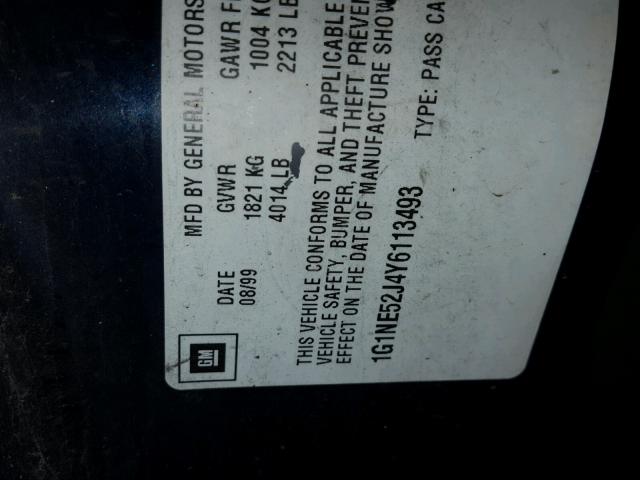 MFD BY GENERAL MOTORS
DATE GVWR GAWR F
08/99 1821 KG 1004 KG
4014 LB 2213 LB
THIS VEHICLE CONFORMS TO ALL APPLICABLE
VEHICLE SAFETY, BUMPER, AND THEFT PREVEN
EFFECT ON THE DATE OF MANUFACTURE SHOW
1G1NE52J4Y6113493 TYPE: PASS CA
GM